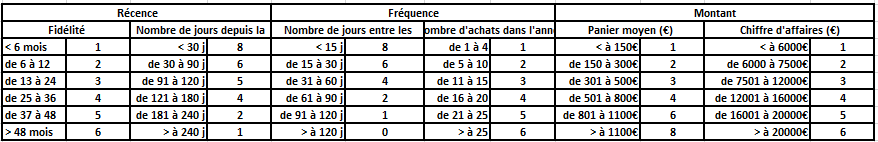 Récence Fréquence Montant
Fidélité Nombre de jours depuis la Nombre de jours entre les ombre d'achats dans l'anné Panier moyen (€) Chiffre d'affaires (€)
< 6 mois 1 < 30 j 8 < 15 j 8 de 1 à 4 1 < à 150€ 1 < à 6000€ 1
de 6 à 12 2 de 30 à 90 j 6 de 15 à 30 j 6 de 5 à 10 2 de 150 à 300€ 2 de 6000 à 7500€ 2
de 13 à 24 3 de 91 à 120 j 5 de 31 à 60 j 4 de 11 à 15 3 de 301 à 500€ 3 de 7501 à 12000€ 3
de 25 à 36 4 de 121 à 180 j 4 de 61 à 90 j 2 de 16 à 20 4 de 501 à 800€ 4 de 12001 à 16000€ 4
de 37 à 48 5 de 181 à 240 j 2 de 91 à 120 j 1 de 21 à 25 5 de 801 à 1100€ 6 de 16001 à 20000€ 5
> 48 mois 6 > à 240 j 1 > à 120 j 0 > à 25 6 > à 1100€ 8 > à 20000€ 6